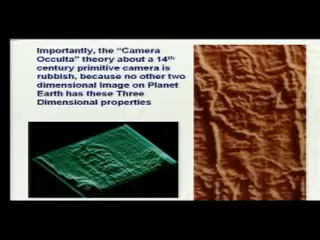 Importantly, the “Camera
Occulta” theory about a 14th
century primitive camera is
rubbish, because no other two
dimensional image on Planet
Earth has these Three
Dimensional properties